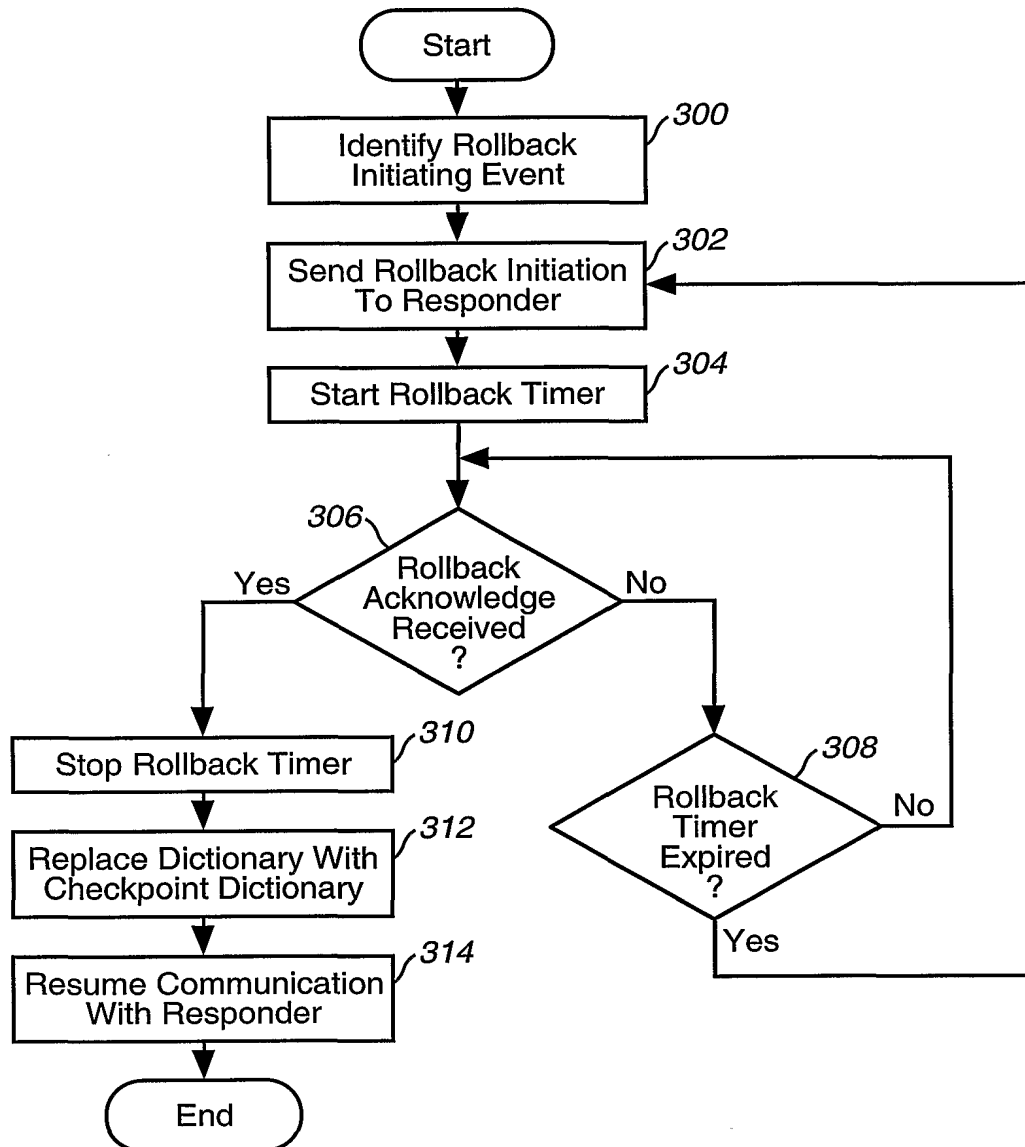 Start
300
Identify Rollback
Initiating Event
302
Send Rollback Initiation
To Responder
304
Start Rollback Timer
306
Rollback
Acknowledge
Received
?
Yes
No
310
Stop Rollback Timer
308
Rollback
Timer
Expired
?
No
Yes
312
Replace Dictionary With
Checkpoint Dictionary
314
Resume Communication
With Responder
End